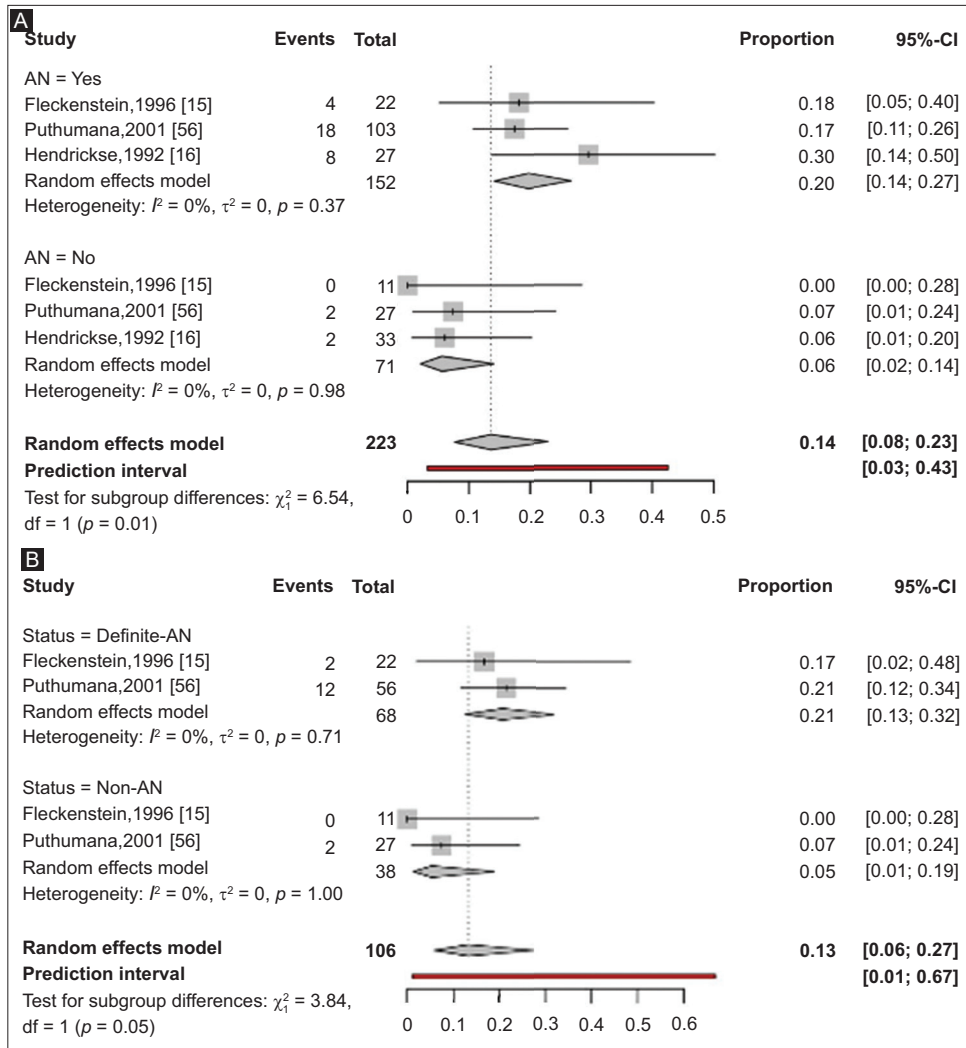 A
Study Events Total Proportion 95%-CI
AN = Yes
Fleckenstein,1996 [15] 4 22 0.18 [0.05; 0.40]
Puthumana,2001 [56] 18 103 0.17 [0.11; 0.26]
Hendrickse,1992 [16] 8 27 0.30 [0.14; 0.50]
Random effects model 152 0.20 [0.14; 0.27]
Heterogeneity: I² = 0%, τ² = 0, p = 0.37
AN = No
Fleckenstein,1996 [15] 0 11 0.00 [0.00; 0.28]
Puthumana,2001 [56] 2 27 0.07 [0.01; 0.24]
Hendrickse,1992 [16] 2 33 0.06 [0.01; 0.20]
Random effects model 71 0.06 [0.02; 0.14]
Heterogeneity: I² = 0%, τ² = 0, p = 0.98
Random effects model 223 0.14 [0.08; 0.23]
Prediction interval [0.03; 0.43]
Test for subgroup differences: χ₁² = 6.54,
df = 1 (p = 0.01)
0 0.1 0.2 0.3 0.4 0.5
B
Study Events Total Proportion 95%-CI
Status = Definite-AN
Fleckenstein,1996 [15] 2 22 0.17 [0.02; 0.48]
Puthumana,2001 [56] 12 56 0.21 [0.12; 0.34]
Random effects model 68 0.21 [0.13; 0.32]
Heterogeneity: I² = 0%, τ² = 0, p = 0.71
Status = Non-AN
Fleckenstein,1996 [15] 0 11 0.00 [0.00; 0.28]
Puthumana,2001 [56] 2 27 0.07 [0.01; 0.24]
Random effects model 38 0.05 [0.01; 0.19]
Heterogeneity: I² = 0%, τ² = 0, p = 1.00
Random effects model 106 0.13 [0.06; 0.27]
Prediction interval [0.01; 0.67]
Test for subgroup differences: χ₁² = 3.84,
df = 1 (p = 0.05)
0 0.1 0.2 0.3 0.4 0.5 0.6